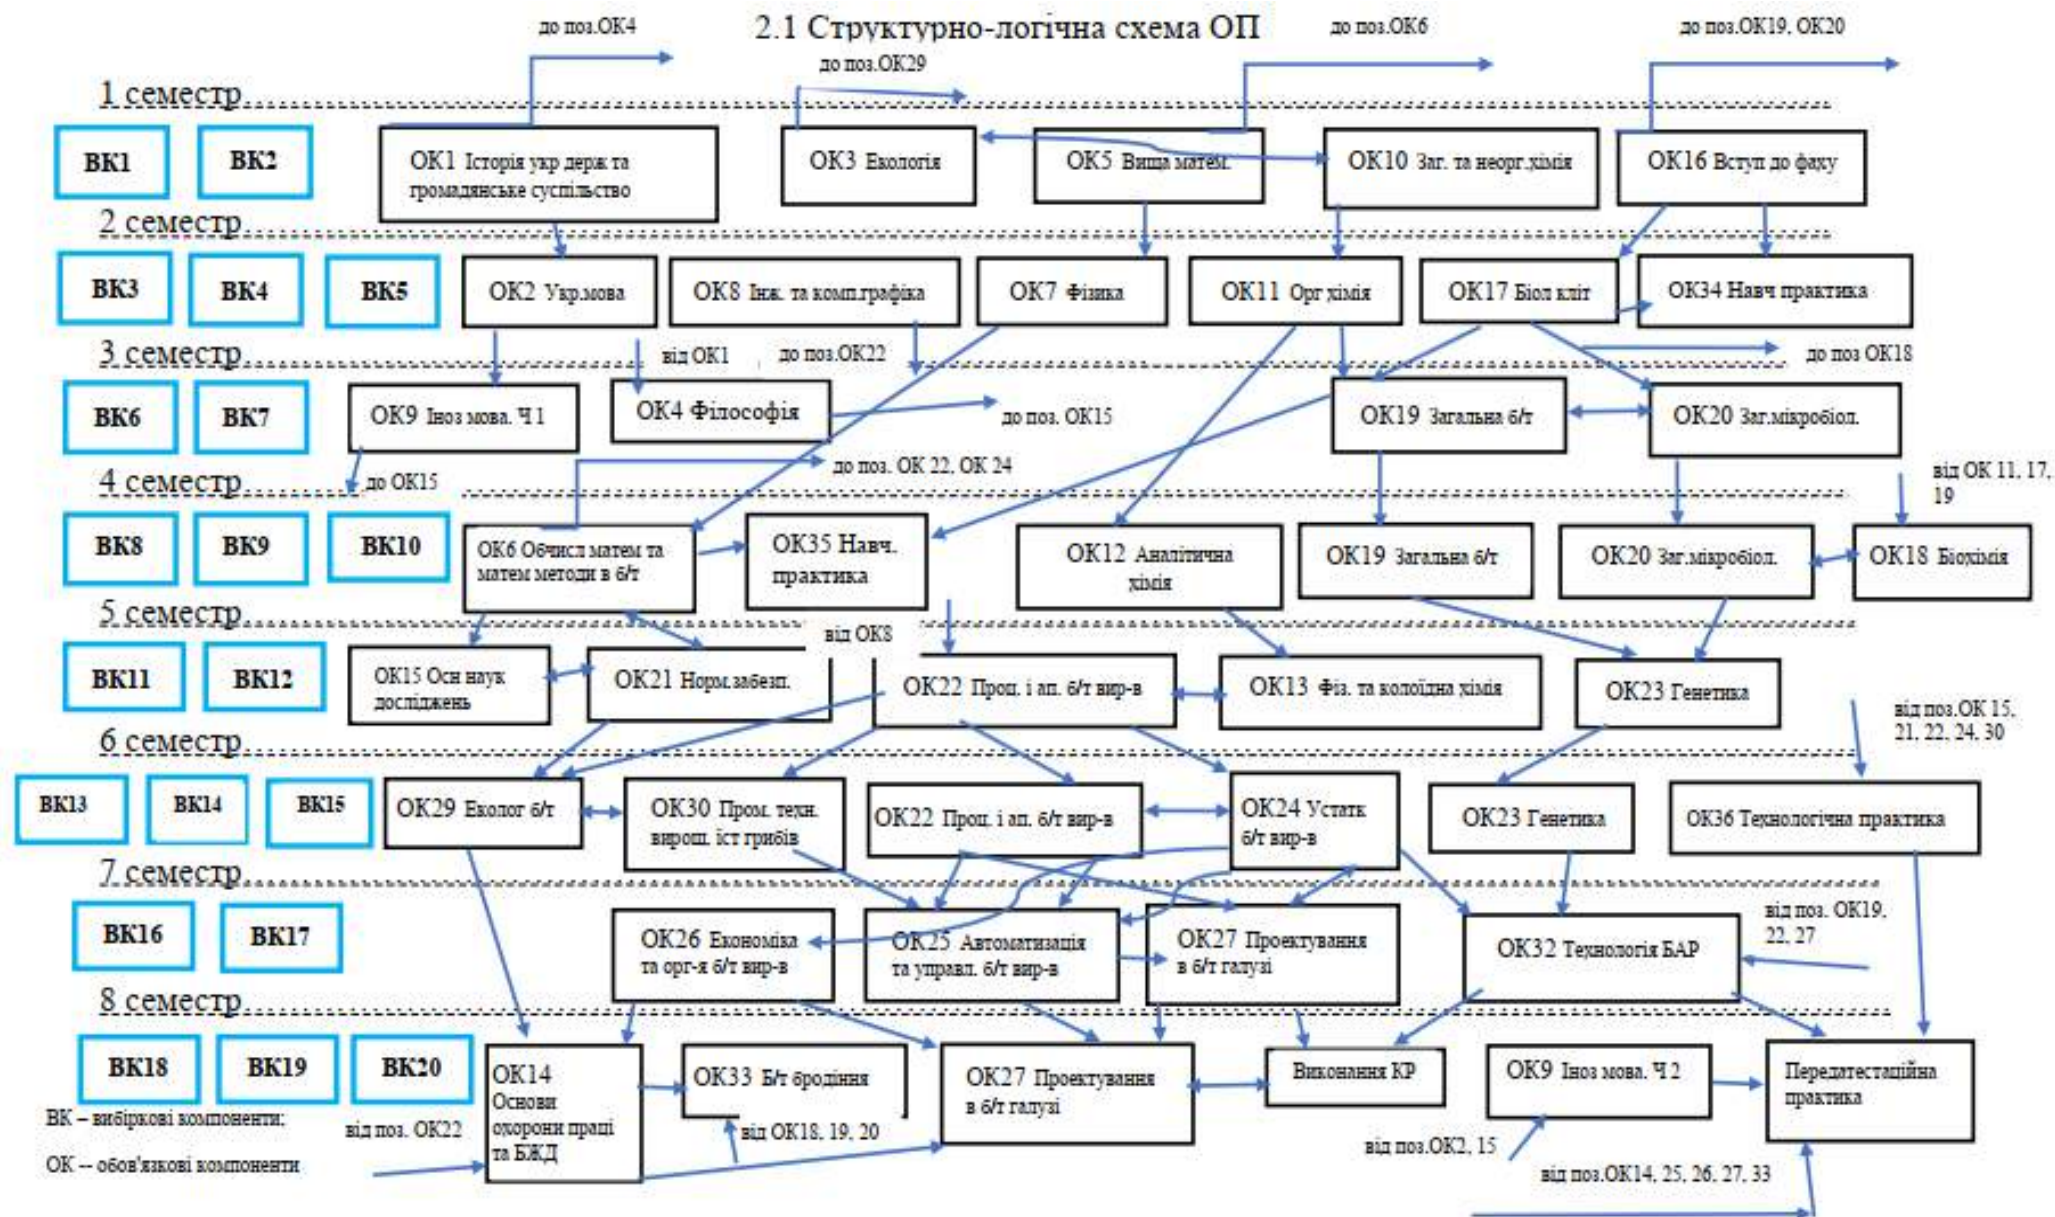 до поз.ОК4
2.1 Структурно-логічна схема ОП
до поз.ОК6
до поз.ОК19, ОК20
до поз.ОК29
1 семестр
ВК1
ВК2
ОК1 Історія укр держ та
громадянське суспільство
ОК3 Екологія
ОК5 Вища матем.
ОК10 Заг. та неорг.хімія
ОК16 Вступ до фаху
2 семестр
ВК3
ВК4
ВК5
ОК2 Укр.мова
ОК8 Інж. та комп.графіка
ОК7 Фізика
ОК11 Орг хімія
ОК17 Біол кліт
ОК34 Навч практика
3 семестр
від ОК1
до поз.ОК22
до поз ОК18
ВК6
ВК7
ОК9 Іноз мова. Ч 1
ОК4 Філософія
до поз. ОК15
ОК19 Загальна б/т
ОК20 Заг.мікробіол.
4 семестр
до ОК15
до поз. ОК 22, ОК 24
від ОК 11, 17,
19
ВК8
ВК9
ВК10
ОК6 Обчисл матем та
матем методи в б/т
ОК35 Навч.
практика
ОК12 Аналітична
хімія
ОК19 Загальна б/т
ОК20 Заг.мікробіол.
ОК18 Біохімія
5 семестр
від ОК8
ВК11
ВК12
ОК15 Осн наук
досліджень
ОК21 Норм.забезп.
ОК22 Проц. і ап. б/т вир-в
ОК13 Фіз. та колоїдна хімія
ОК23 Генетика
від поз.ОК 15,
21, 22, 24, 30
6 семестр
ВК13
ВК14
ВК15
ОК29 Еколог б/т
ОК30 Пром. техн.
вирощ. їст грибів
ОК22 Проц. і ап. б/т вир-в
ОК24 Устатк
б/т вир-в
ОК23 Генетика
ОК36 Технологічна практика
7 семестр
ВК16
ВК17
ОК26 Економіка
та орг-я б/т вир-в
ОК25 Автоматизація
та управл. б/т вир-в
ОК27 Проектування
в б/т галузі
ОК32 Технологія БАР
від поз. ОК19,
22, 27
8 семестр
ВК18
ВК19
ВК20
ОК14
Основи
охорони праці
та БЖД
ОК33 Б/т бродіння
ОК27 Проектування
в б/т галузі
Виконання КР
ОК9 Іноз мова. Ч 2
Передатестаційна
практика
ВК – вибіркові компоненти;
від поз. ОК22
від ОК18, 19, 20
від поз.ОК2, 15
ОК -- обов'язкові компоненти
від поз.ОК14, 25, 26, 27, 33